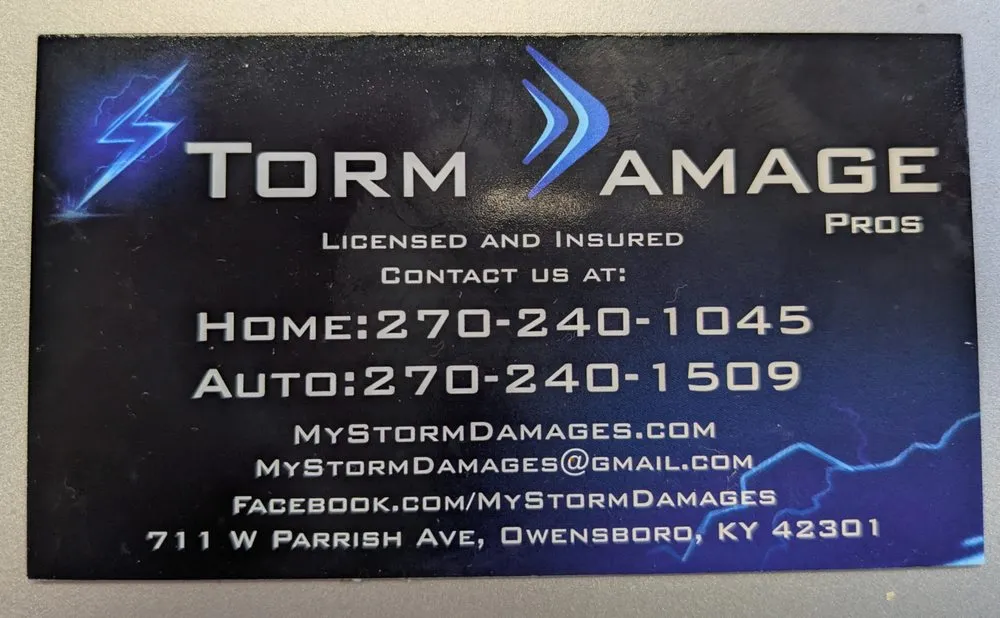 STORM DAMAGE
PROS
LICENSED AND INSURED
CONTACT US AT:
HOME:270-240-1045
AUTO:270-240-1509
MYSTORMDAMAGES.COM
MYSTORMDAMAGES@GMAIL.COM
FACEBOOK.COM/MYSTORMDAMAGES
711 W PARRISH AVE, OWENSBORO, KY 42301